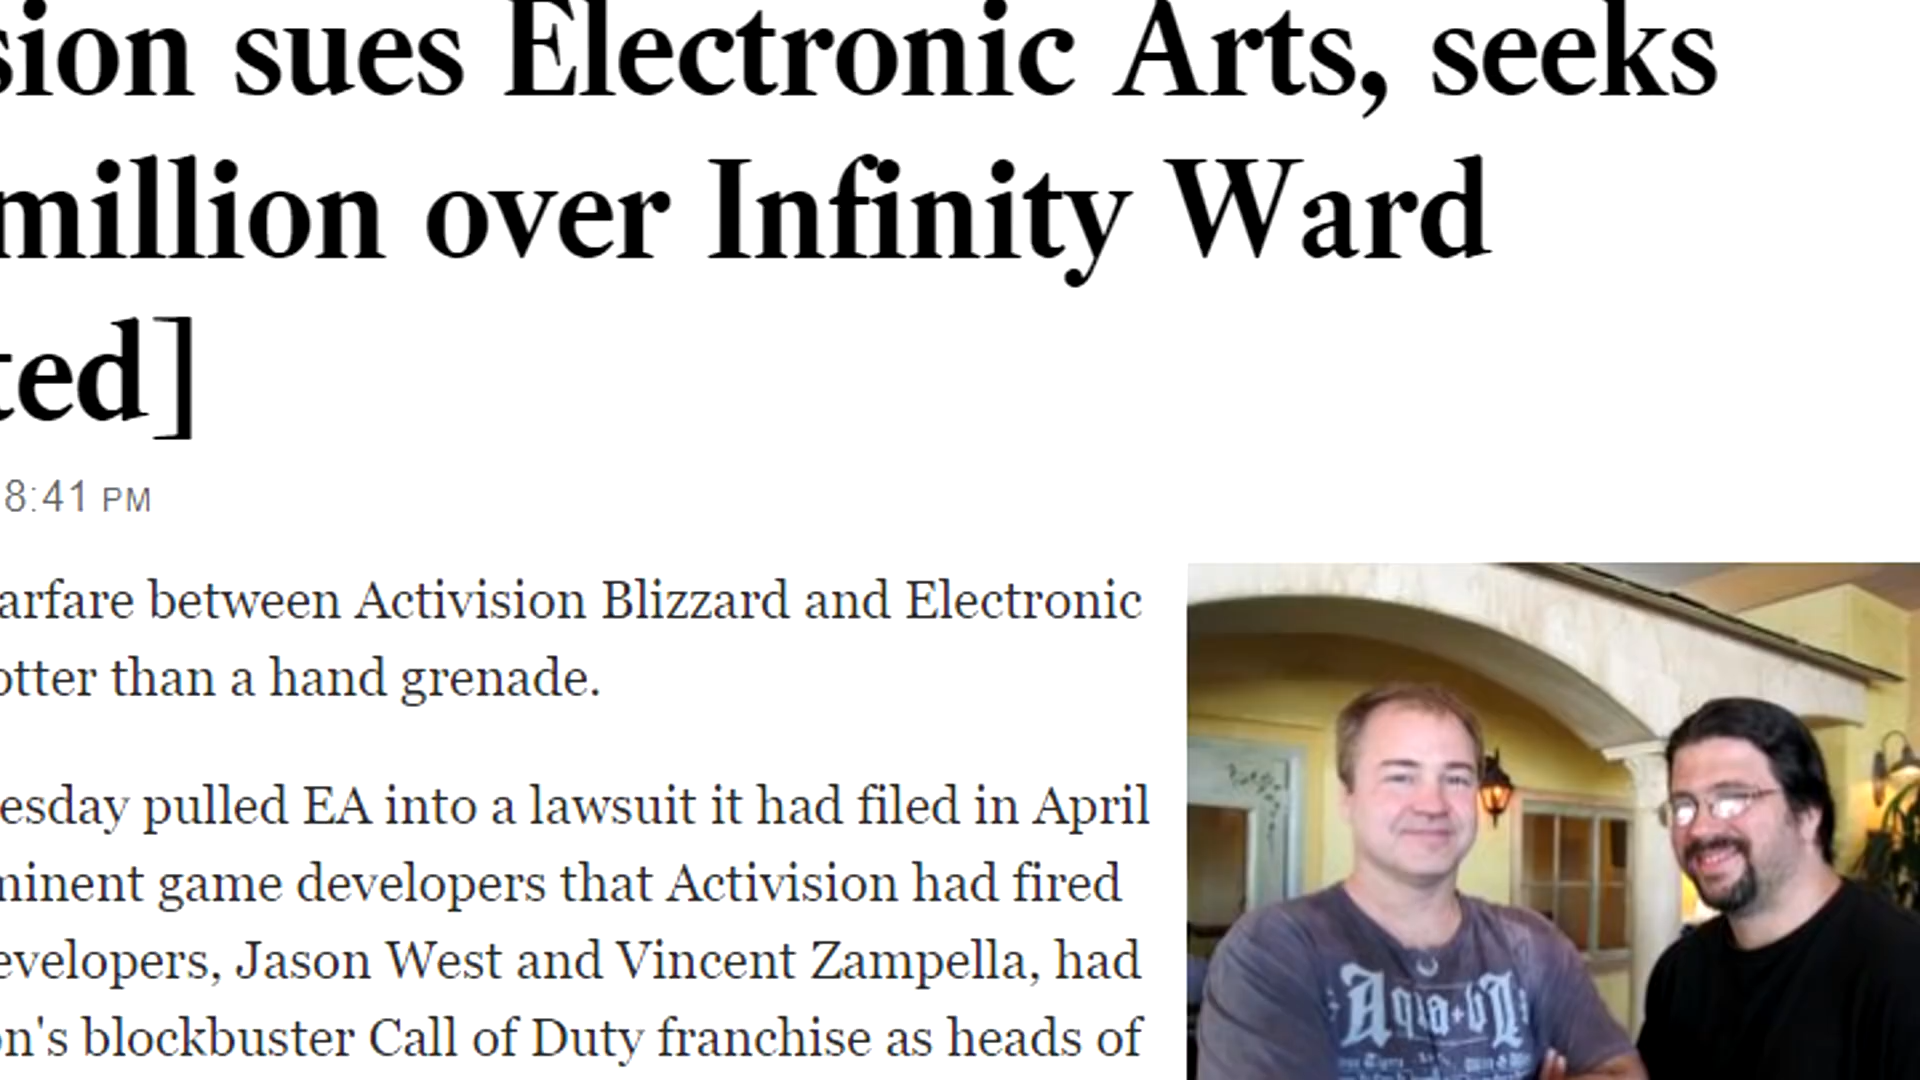 sion sues Electronic Arts, seeks
million over Infinity Ward
ted]
8:41 PM
arfare between Activision Blizzard and Electronic
otter than a hand grenade.
esday pulled EA into a lawsuit it had filed in April
minent game developers that Activision had fired
evelopers, Jason West and Vincent Zampella, had
on's blockbuster Call of Duty franchise as heads of